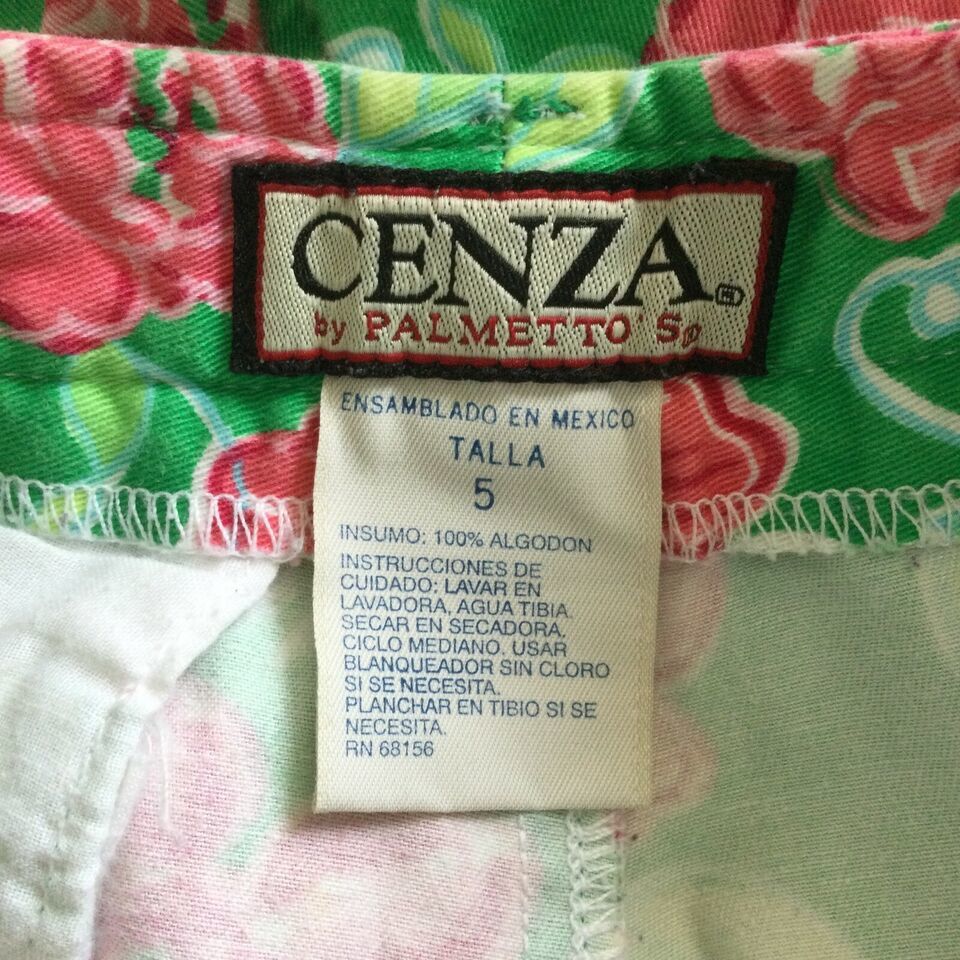 CENZA
by PALMETTO'S®
ENSAMBLADO EN MEXICO
TALLA
5
INSUMO: 100% ALGODON
INSTRUCCIONES DE
CUIDADO: LAVAR EN
LAVADORA, AGUA TIBIA
SECAR EN SECADORA.
CICLO MEDIANO. USAR
BLANQUEADOR SIN CLORO
SI SE NECESITA.
PLANCHAR EN TIBIO SI SE
NECESITA.
RN 68156